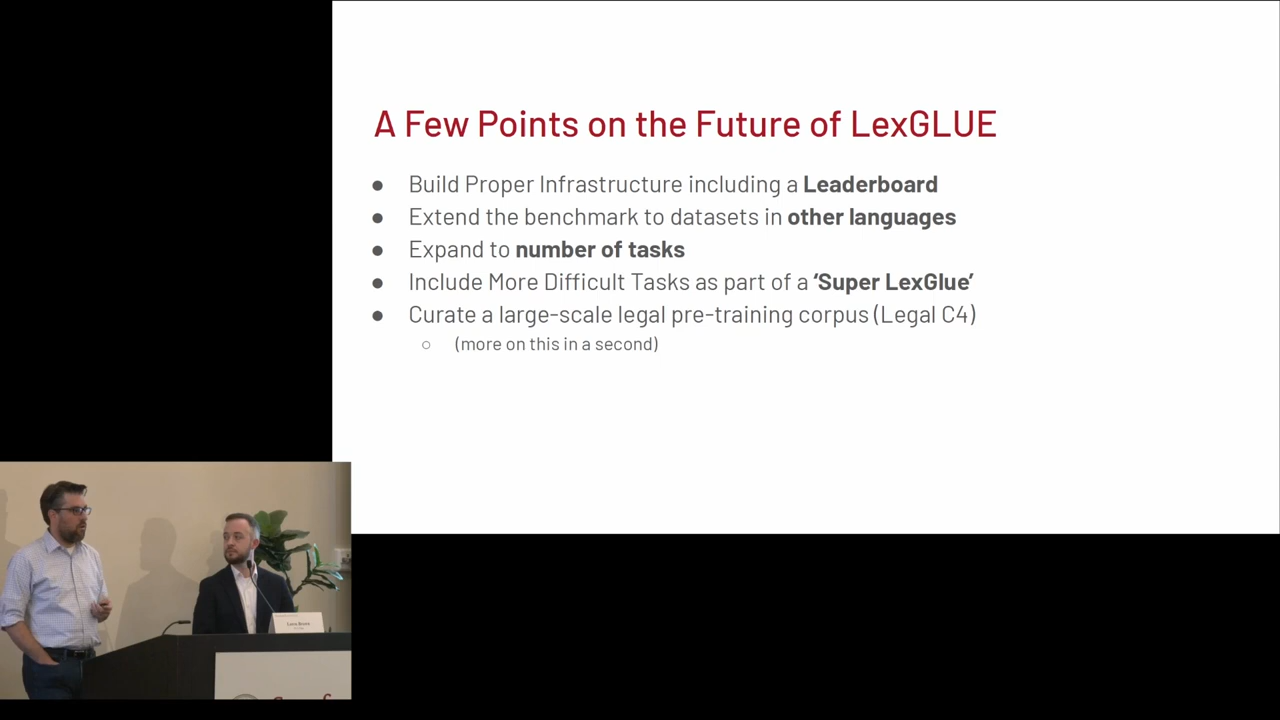 A Few Points on the Future of LexGLUE
● Build Proper Infrastructure including a Leaderboard
● Extend the benchmark to datasets in other languages
● Expand to number of tasks
● Include More Difficult Tasks as part of a ‘Super LexGlue’
● Curate a large-scale legal pre-training corpus (Legal C4)
○ (more on this in a second)